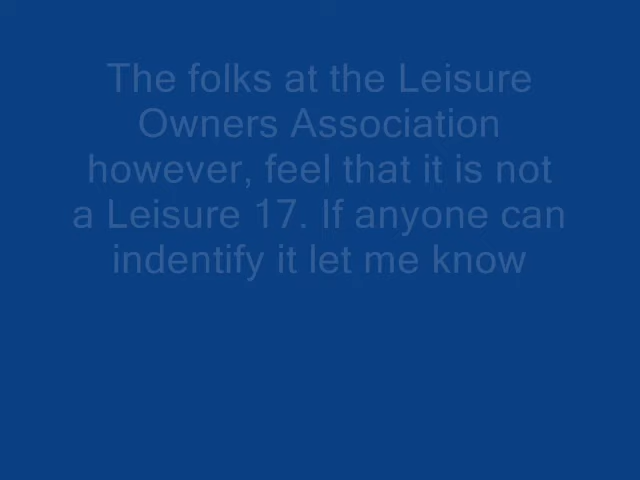 The folks at the Leisure
Owners Association
however, feel that it is not
a Leisure 17. If anyone can
indentify it let me know